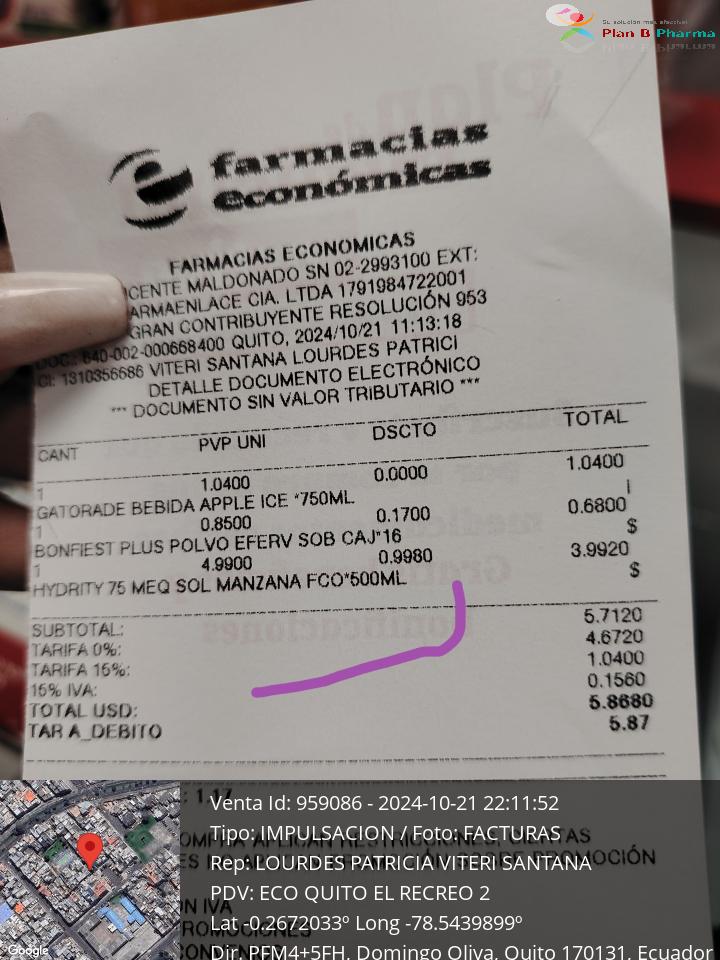 Su solución más efectiva!
Plan B Pharma
farmacias
económicas
FARMACIAS ECONOMICAS
CENTE MALDONADO SN 02-2993100 EXT:
ARMAENLACE CIA. LTDA 1791984722001
GRAN CONTRIBUYENTE RESOLUCIÓN 953
DOC.: 640-002-000668400 QUITO, 2024/10/21 11:13:18
CI: 1310356686 VITERI SANTANA LOURDES PATRICI
DETALLE DOCUMENTO ELECTRÓNICO
*** DOCUMENTO SIN VALOR TRIBUTARIO ***
CANT PVP UNI DSCTO TOTAL
1 1.0400 0.0000 1.0400
GATORADE BEBIDA APPLE ICE *750ML I
1 0.8500 0.1700 0.6800
BONFIEST PLUS POLVO EFERV SOB CAJ*16 $
1 4.9900 0.9980 3.9920
HYDRITY 75 MEQ SOL MANZANA FCO*500ML $
SUBTOTAL: 5.7120
TARIFA 0%: 4.6720
TARIFA 15%: 1.0400
15% IVA: 0.1560
TOTAL USD: 5.8680
TAR A_DEBITO 5.87
: 1.17
Venta Id: 959086 - 2024-10-21 22:11:52
Tipo: IMPULSACION / Foto: FACTURAS
Rep: LOURDES PATRICIA VITERI SANTANA
PDV: ECO QUITO EL RECREO 2
Lat -0.2672033º Long -78.5439899º
Dir. PFM4+5FH, Domingo Oliva, Quito 170131, Ecuador
Google